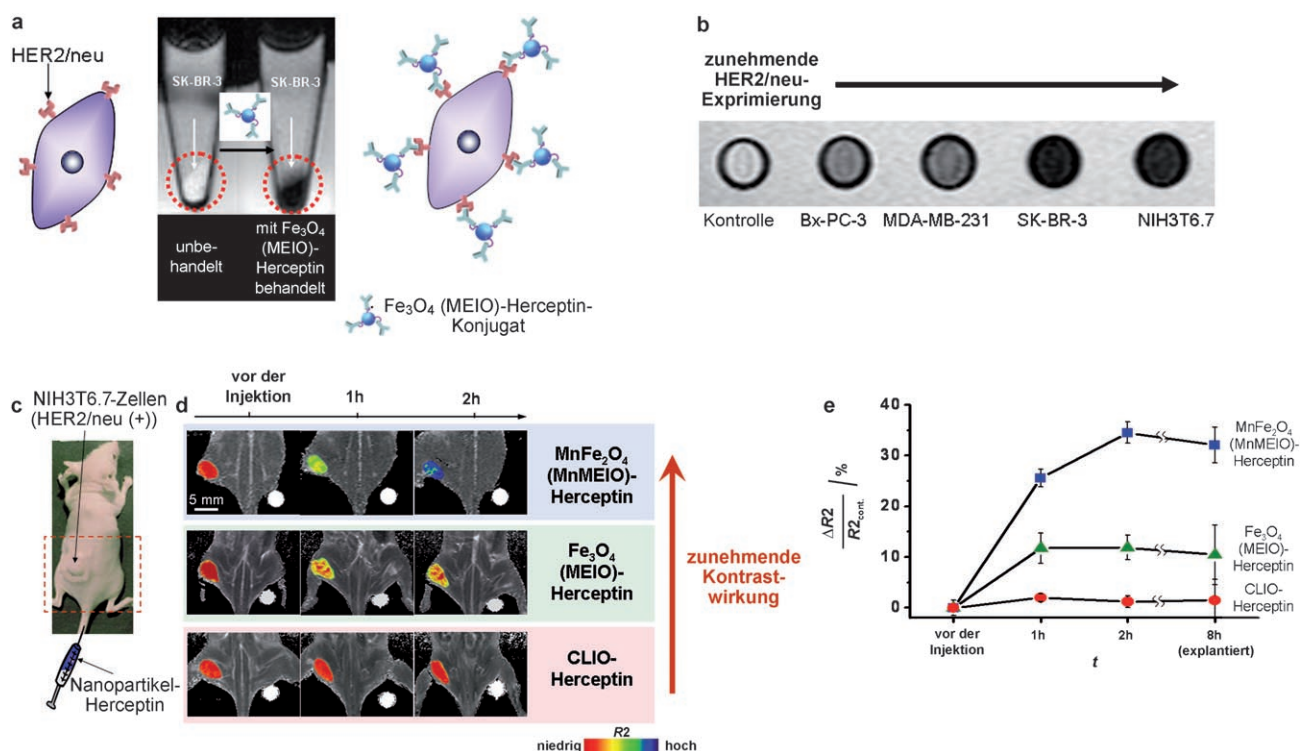 a
HER2/neu
SK-BR-3
SK-BR-3
unbe-
handelt
mit Fe₃O₄
(MEIO)-
Herceptin
behandelt
Fe₃O₄ (MEIO)-Herceptin-
Konjugat
b
zunehmende
HER2/neu-
Exprimierung
Kontrolle
Bx-PC-3
MDA-MB-231
SK-BR-3
NIH3T6.7
c
NIH3T6.7-Zellen
(HER2/neu (+))
Nanopartikel-
Herceptin
d
vor der
Injektion
1h
2h
5 mm
MnFe₂O₄
(MnMEIO)-
Herceptin
Fe₃O₄
(MEIO)-
Herceptin
CLIO-
Herceptin
zunehmende
Kontrast-
wirkung
R2
niedrig
hoch
e
40
30
20
10
0
ΔR2
R2cont.
/ %
vor der
Injektion
1h
2h
8h
(explantiert)
t
MnFe₂O₄
(MnMEIO)-
Herceptin
Fe₃O₄
(MEIO)-
Herceptin
CLIO-
Herceptin